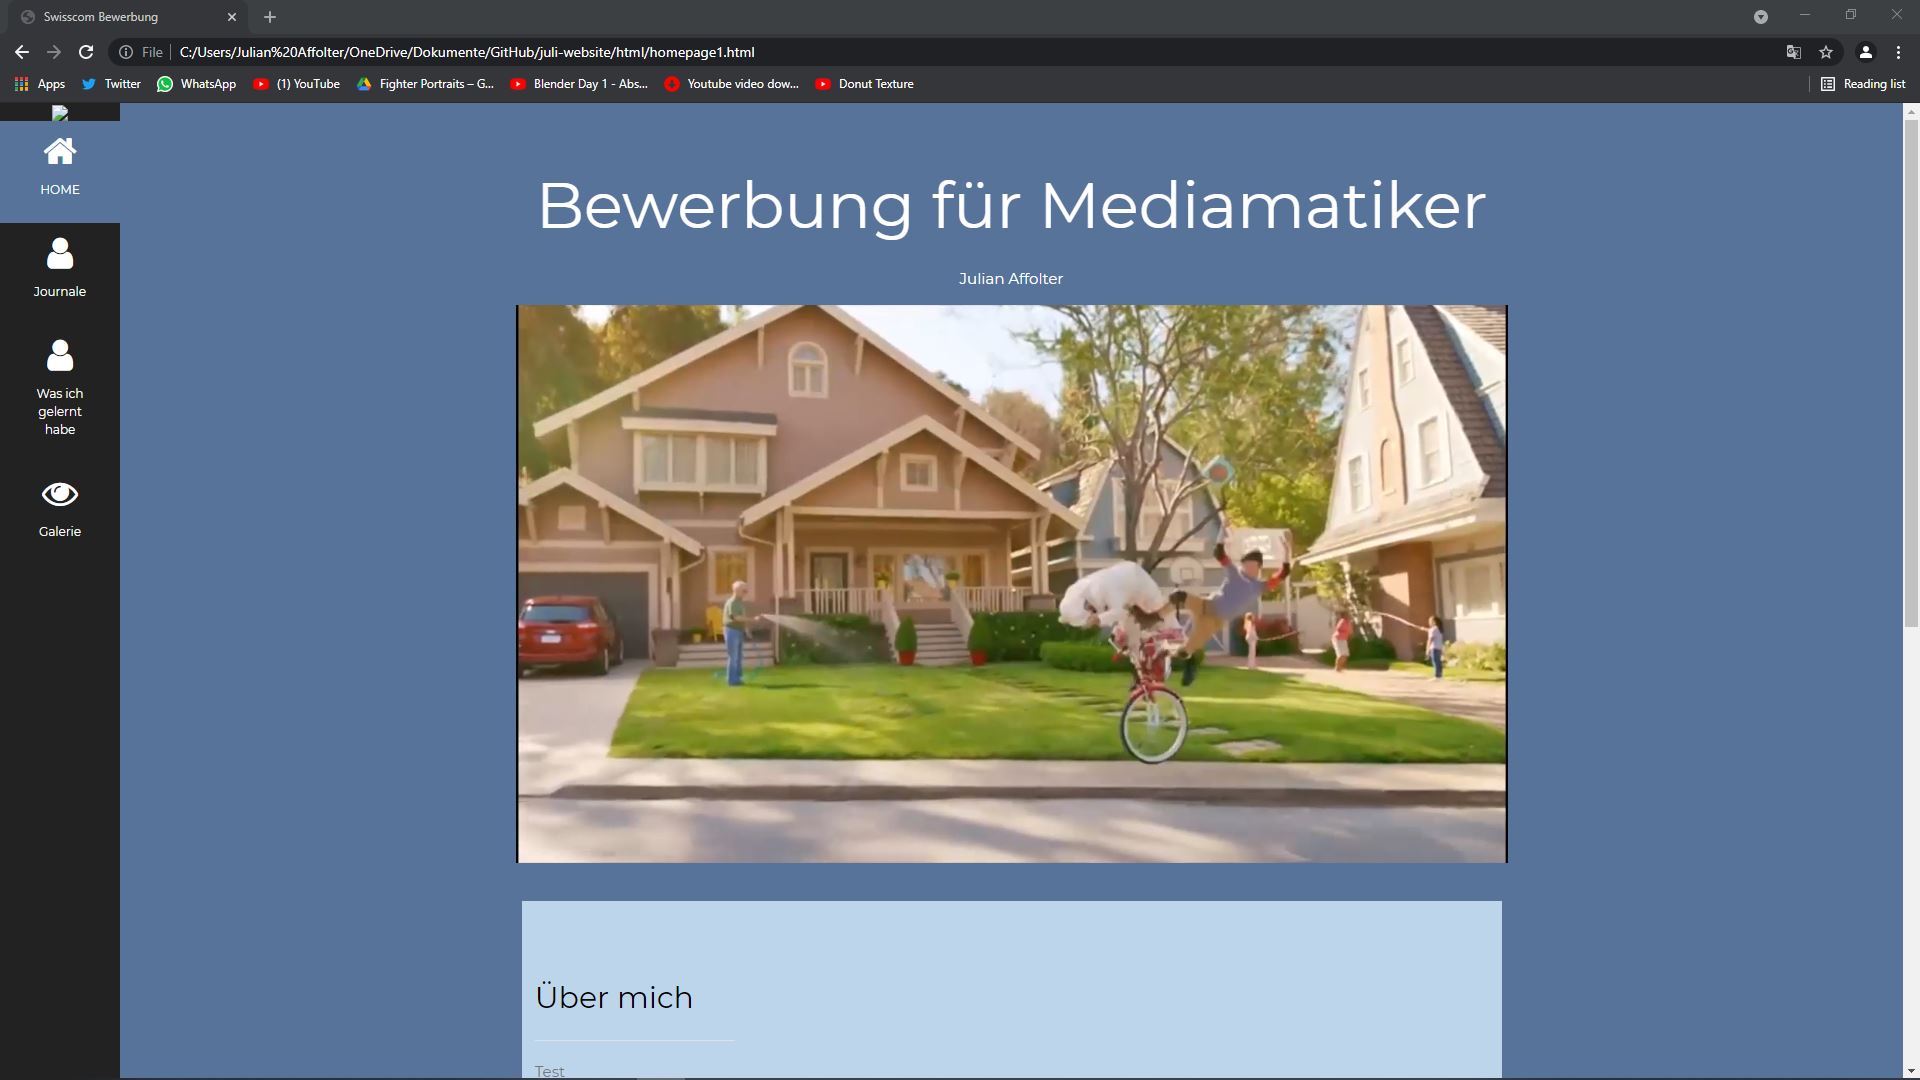 Swisscom Bewerbung
File
C:/Users/Julian%20Affolter/OneDrive/Dokumente/GitHub/juli-website/html/homepage1.html
Apps
Twitter
WhatsApp
(1) YouTube
Fighter Portraits – G...
Blender Day 1 - Abs...
Youtube video dow...
Donut Texture
Reading list
HOME
Journale
Was ich
gelernt
habe
Galerie
Bewerbung für Mediamatiker
Julian Affolter
Über mich
Test